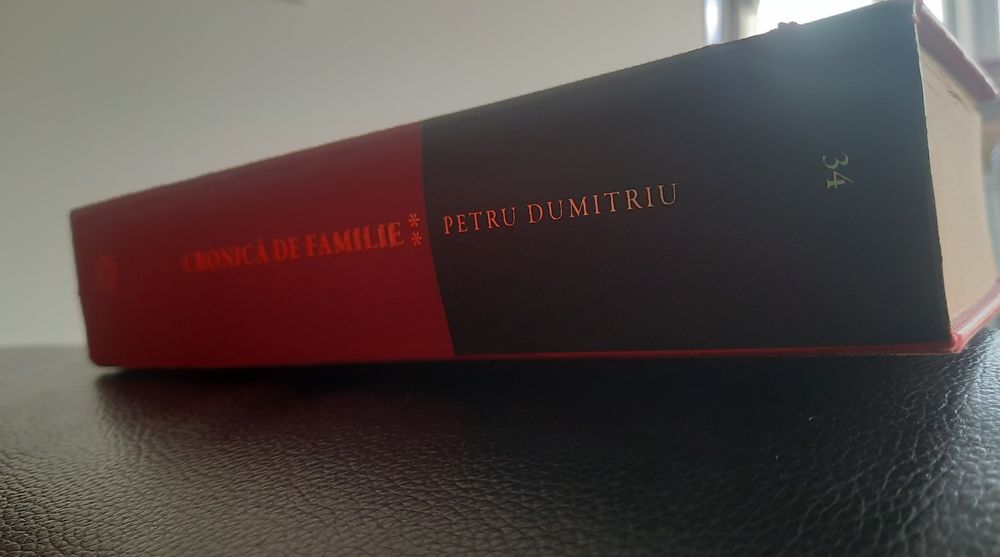 CRONICĂ DE FAMILIE **
PETRU DUMITRIU
34